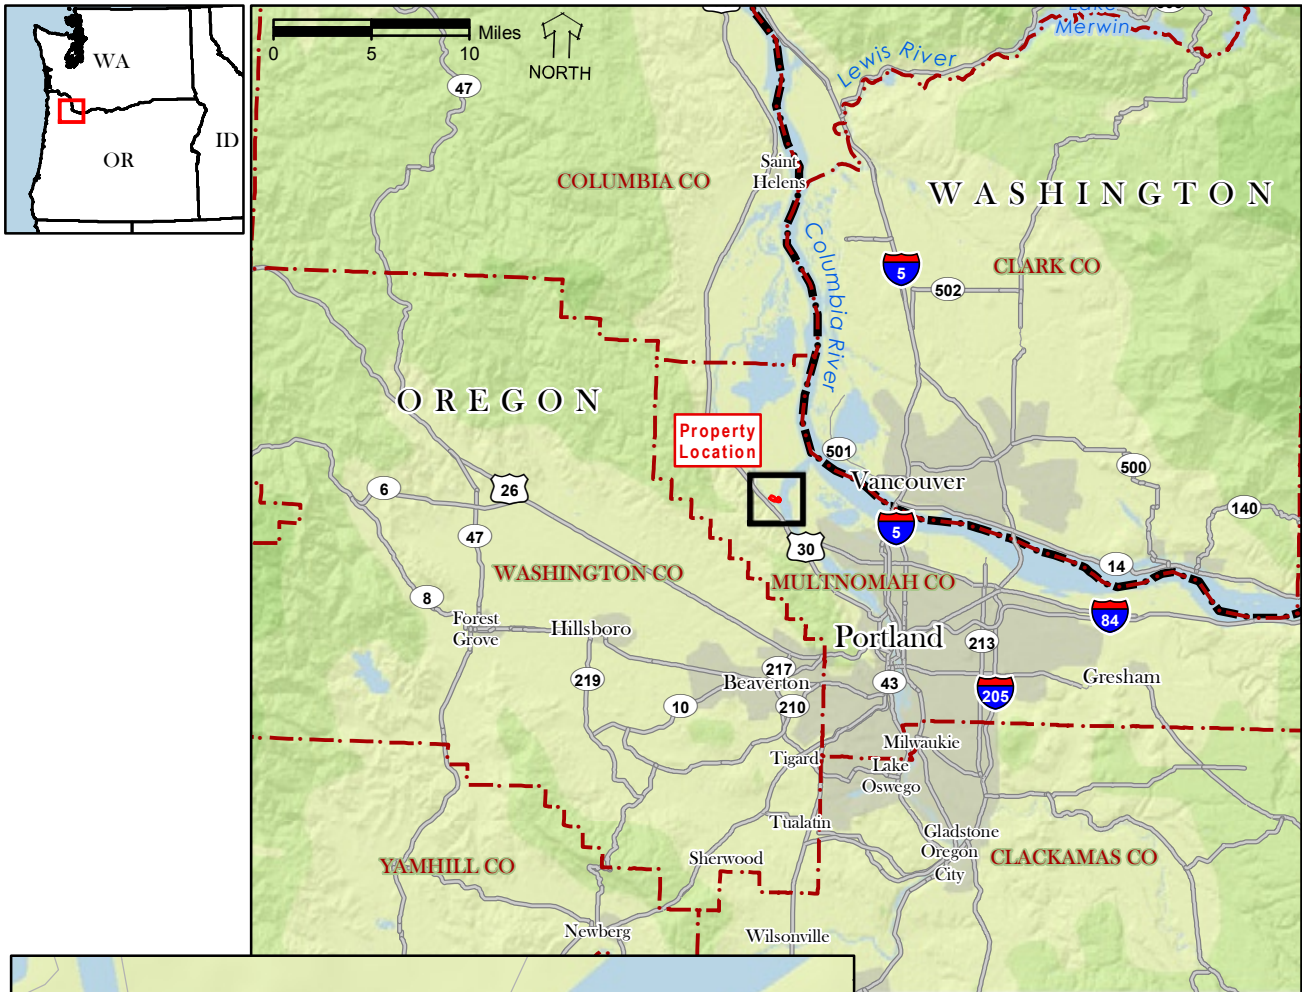 WA
OR
ID
Miles
0 5 10
NORTH
47
Lewis River
Lake
Merwin
Saint
Helens
COLUMBIA CO
WASHINGTON
Columbia River
5
CLARK CO
502
OREGON
Property
Location
501
Vancouver
500
6
26
140
47
5
30
14
WASHINGTON CO
MULTNOMAH CO
8
84
Forest
Grove
Hillsboro
Portland
213
217
Beaverton
43
Gresham
219
205
10
210
Milwaukie
Tigard
Lake
Oswego
Tualatin
Gladstone
Oregon
City
Sherwood
CLACKAMAS CO
YAMHILL CO
Newberg
Wilsonville